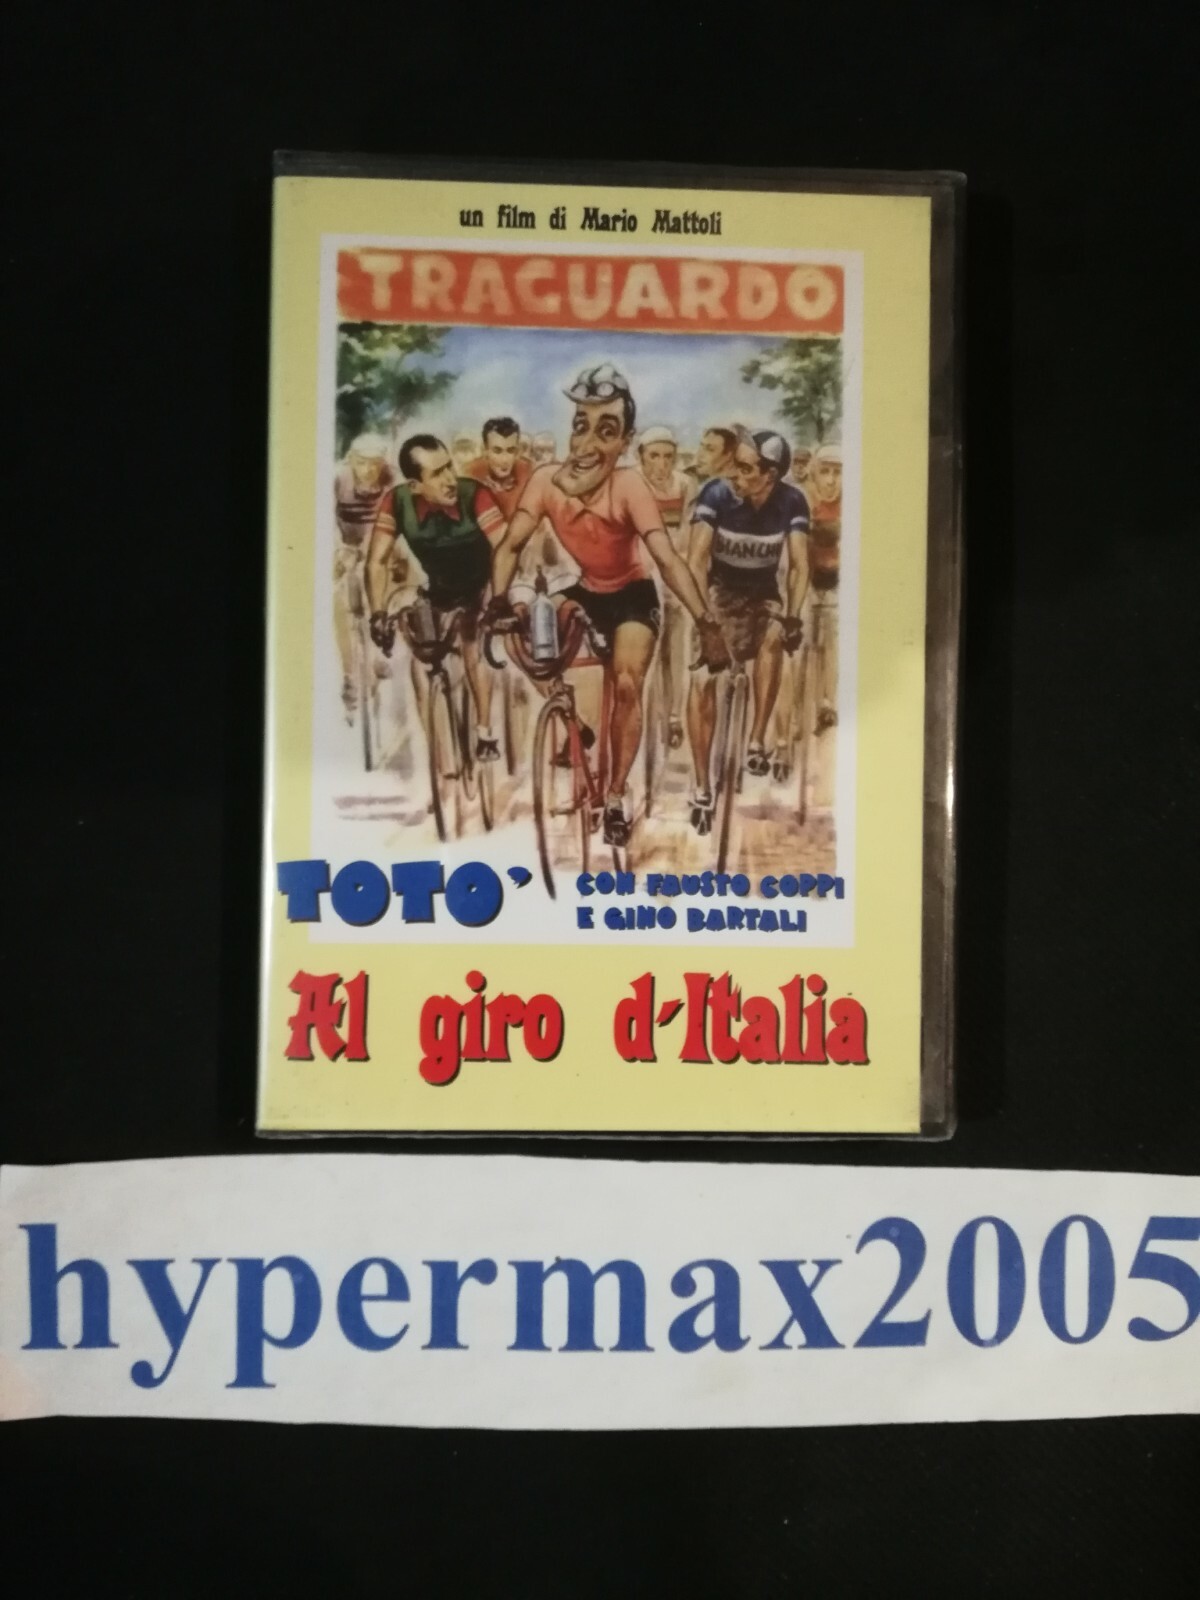 un film di Mario Mattoli
TRAGUARDO
BIANCHI
TOTO'
CON FAUSTO COPPI
E GINO BARTALI
Al giro d'Italia
hypermax2005